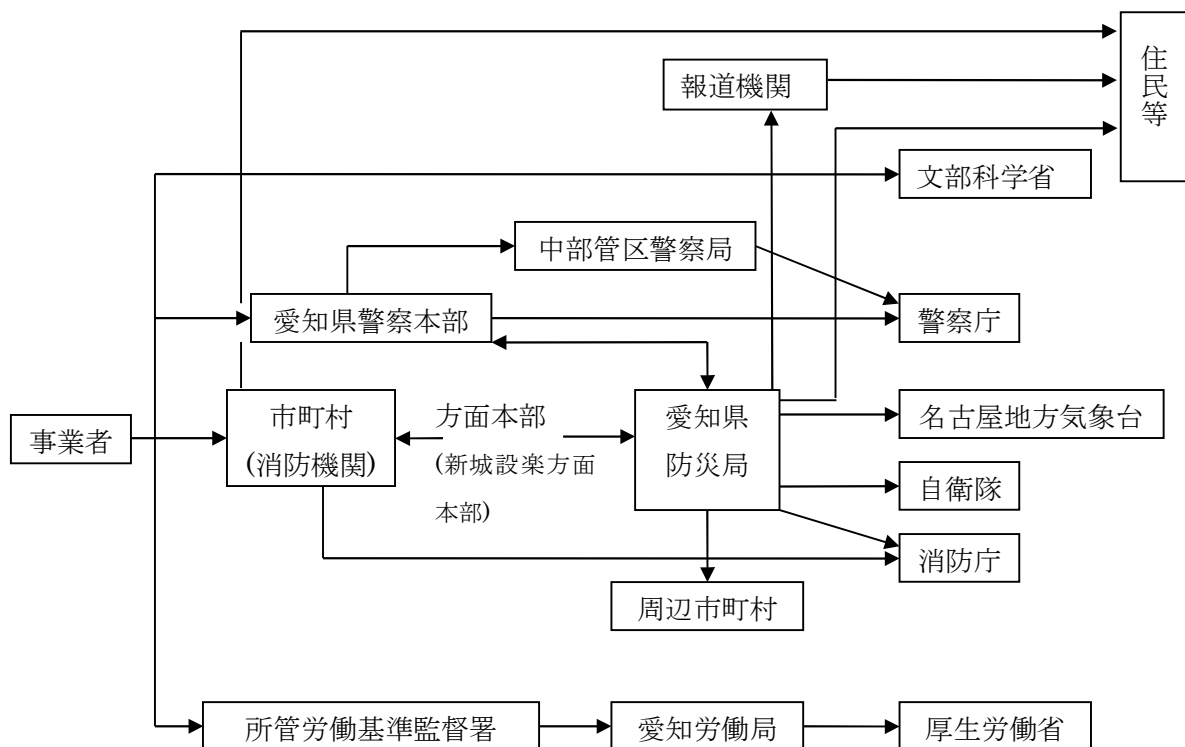 住民等
報道機関
文部科学省
中部管区警察局
愛知県警察本部
警察庁
事業者
市町村
(消防機関)
方面本部
(新城設楽方面
本部)
愛知県
防災局
名古屋地方気象台
自衛隊
消防庁
周辺市町村
所管労働基準監督署
愛知労働局
厚生労働省